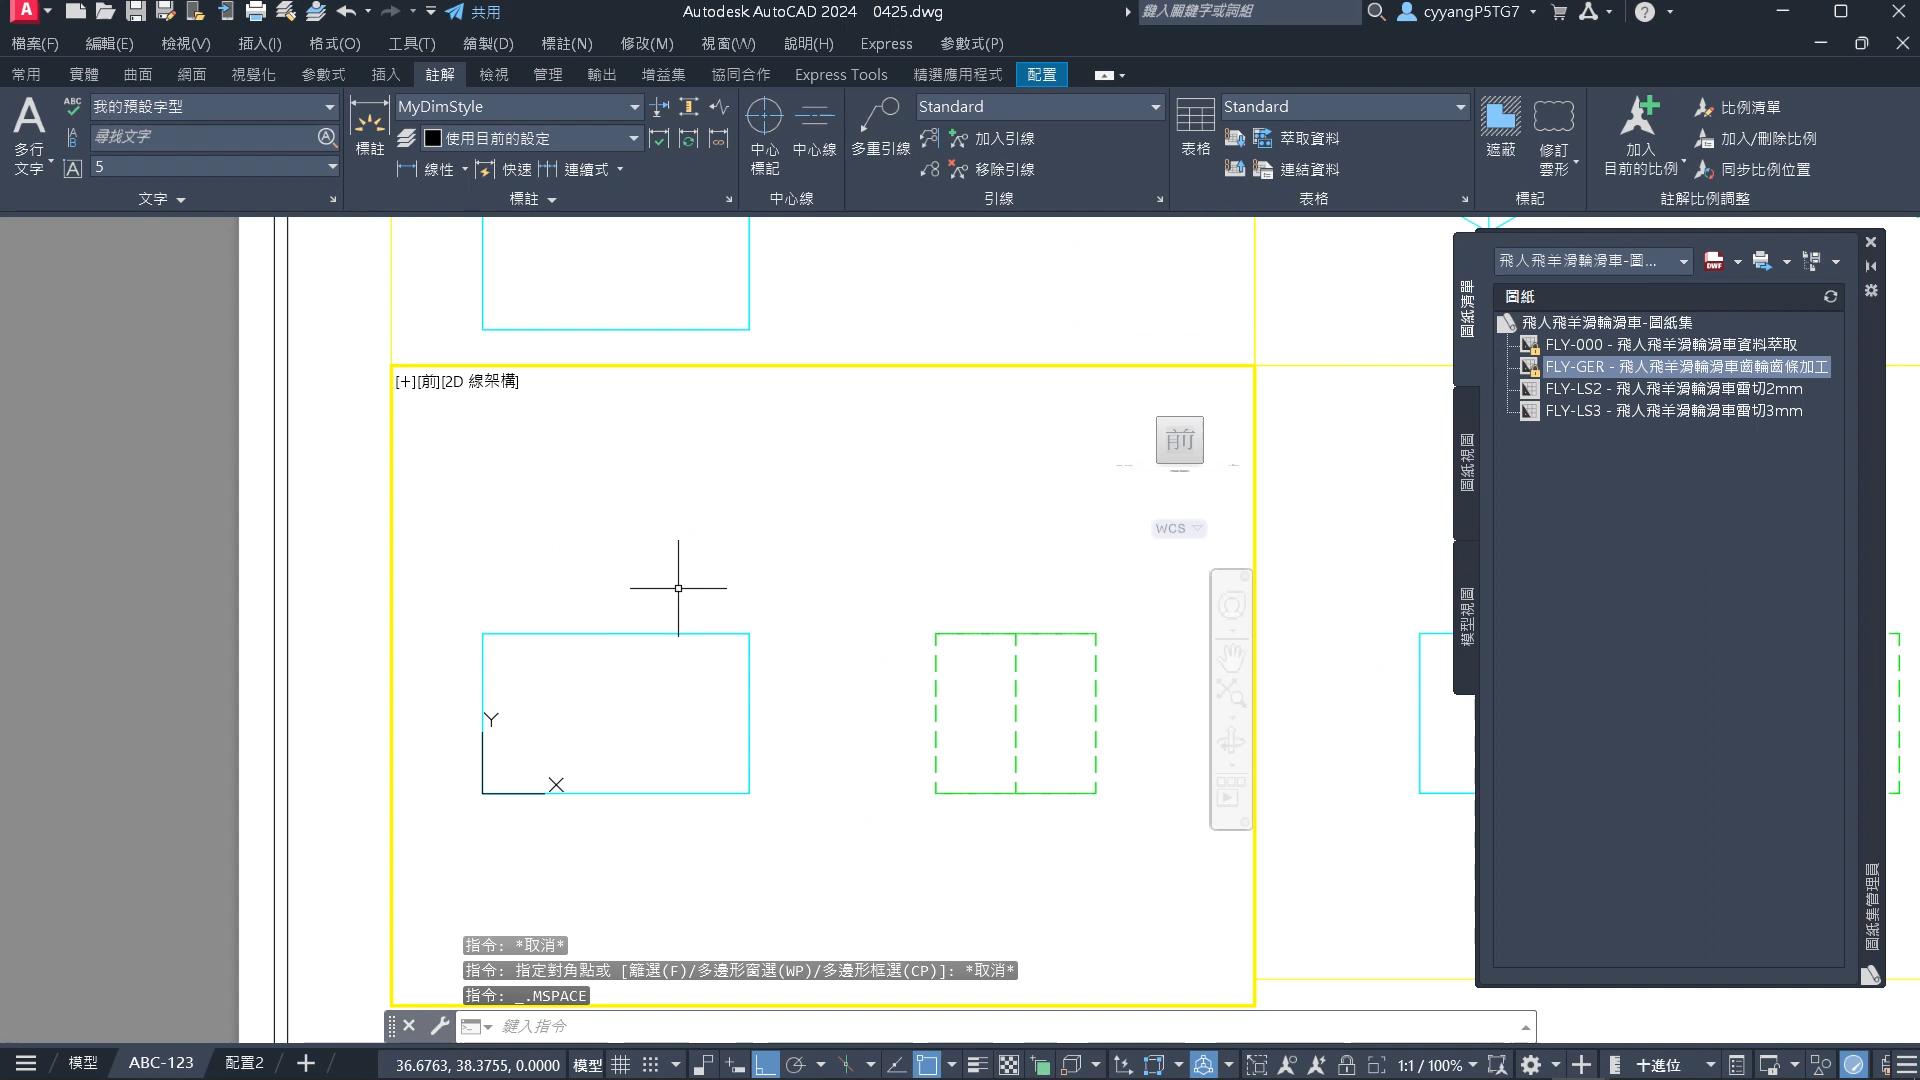 共用
Autodesk AutoCAD 2024 0425.dwg
鍵入關鍵字或詞組
cyyangP5TG7
檔案(F) 編輯(E) 檢視(V) 插入(I) 格式(O) 工具(T) 繪製(D) 標註(N) 修改(M) 視窗(W) 說明(H) Express 參數式(P)
常用 實體 曲面 網面 視覺化 參數式 插入 註解 檢視 管理 輸出 增益集 協同合作 Express Tools 精選應用程式 配置
多行
文字
ABC
我的預設字型
尋找文字
5
文字
標註
MyDimStyle
使用目前的設定
線性 快速 連續式
標註
中心
標記
中心線
中心線
多重引線
Standard
加入引線
移除引線
引線
表格
Standard
萃取資料
連結資料
表格
遮蔽
修訂
雲形
標記
加入
目前的比例
比例清單
加入/刪除比例
同步比例位置
註解比例調整
[+][前][2D 線架構]
前
WCS
Y
X
飛人飛羊滑輪滑車-圖...
DWF
圖紙
飛人飛羊滑輪滑車-圖紙集
FLY-000 - 飛人飛羊滑輪滑車資料萃取
FLY-GER - 飛人飛羊滑輪滑車齒輪齒條加工
FLY-LS2 - 飛人飛羊滑輪滑車雷切2mm
FLY-LS3 - 飛人飛羊滑輪滑車雷切3mm
圖紙清單
圖紙視圖
模型視圖
圖紙集管理員
指令: *取消*
指令: 指定對角點或 [籬選(F)/多邊形窗選(WP)/多邊形框選(CP)]: *取消*
指令: _.MSPACE
鍵入指令
模型 ABC-123 配置2
36.6763, 38.3755, 0.0000 模型
1:1 / 100%
十進位